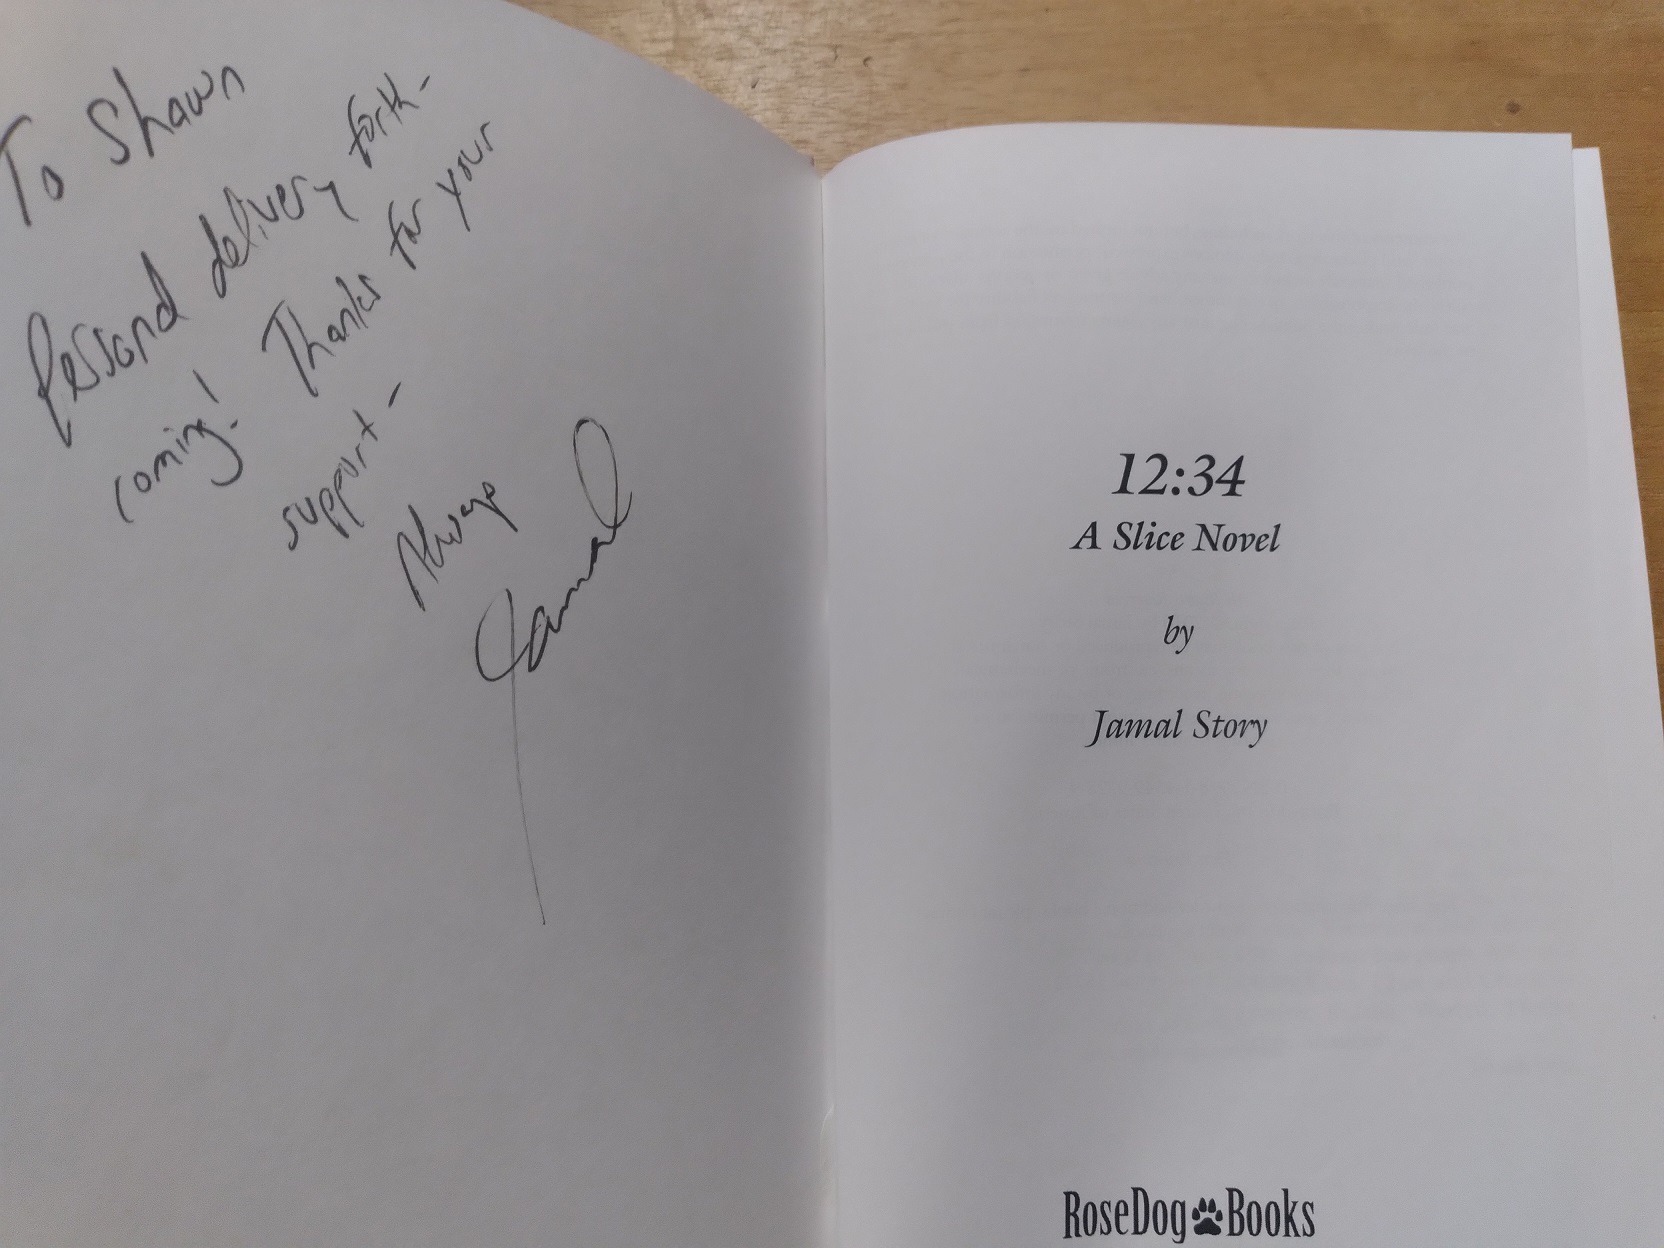 To Shawn
Personal delivery forth-
coming! Thanks for your
support-
Always
Jamal
12:34
A Slice Novel
by
Jamal Story
RoseDog Books